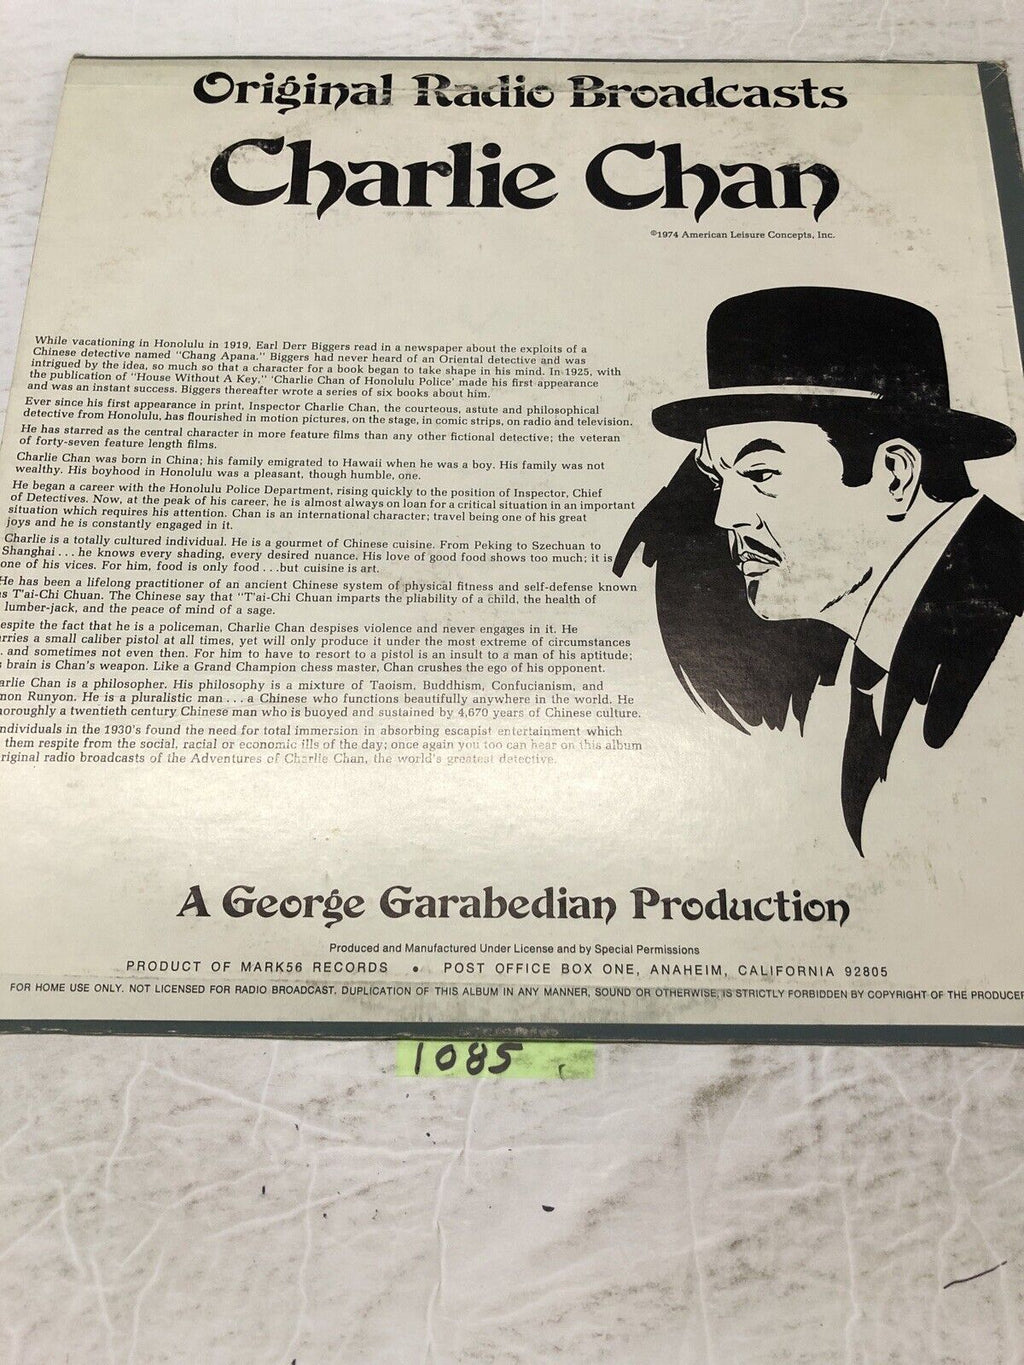 Original Radio Broadcasts
Charlie Chan
©1974 American Leisure Concepts, Inc.
While vacationing in Honolulu in 1919, Earl Derr Biggers read in a newspaper about the exploits of a
Chinese detective named "Chang Apana." Biggers had never heard of an Oriental detective and was
intrigued by the idea, so much so that a character for a book began to take shape in his mind. In 1925, with
the publication of "House Without A Key," 'Charlie Chan of Honolulu Police' made his first appearance
and was an instant success. Biggers thereafter wrote a series of six books about him.
Ever since his first appearance in print, Inspector Charlie Chan, the courteous, astute and philosophical
detective from Honolulu, has flourished in motion pictures, on the stage, in comic strips, on radio and television.
He has starred as the central character in more feature films than any other fictional detective; the veteran
of forty-seven feature length films.
Charlie Chan was born in China; his family emigrated to Hawaii when he was a boy. His family was not
wealthy. His boyhood in Honolulu was a pleasant, though humble, one.
He began a career with the Honolulu Police Department, rising quickly to the position of Inspector, Chief
of Detectives. Now, at the peak of his career, he is almost always on loan for a critical situation in an important
situation which requires his attention. Chan is an international character; travel being one of his great
joys and he is constantly engaged in it.
Charlie is a totally cultured individual. He is a gourmet of Chinese cuisine. From Peking to Szechuan to
Shanghai . . . he knows every shading, every desired nuance. His love of good food shows too much; it is
one of his vices. For him, food is only food . . . but cuisine is art.
He has been a lifelong practitioner of an ancient Chinese system of physical fitness and self-defense known
s T'ai-Chi Chuan. The Chinese say that "T'ai-Chi Chuan imparts the pliability of a child, the health of
lumber-jack, and the peace of mind of a sage.
espite the fact that he is a policeman, Charlie Chan despises violence and never engages in it. He
rries a small caliber pistol at all times, yet will only produce it under the most extreme of circumstances
. and sometimes not even then. For him to have to resort to a pistol is an insult to a man of his aptitude;
s brain is Chan's weapon. Like a Grand Champion chess master, Chan crushes the ego of his opponent.
arlie Chan is a philosopher. His philosophy is a mixture of Taoism, Buddhism, Confucianism, and
mon Runyon. He is a pluralistic man . . . a Chinese who functions beautifully anywhere in the world. He
horoughly a twentieth century Chinese man who is buoyed and sustained by 4,670 years of Chinese culture.
ndividuals in the 1930's found the need for total immersion in absorbing escapist entertainment which
them respite from the social, racial or economic ills of the day; once again you too can hear on this album
riginal radio broadcasts of the Adventures of Charlie Chan, the world's greatest detective.
A George Garabedian Production
Produced and Manufactured Under License and by Special Permissions
PRODUCT OF MARK56 RECORDS • POST OFFICE BOX ONE, ANAHEIM, CALIFORNIA 92805
FOR HOME USE ONLY. NOT LICENSED FOR RADIO BROADCAST. DUPLICATION OF THIS ALBUM IN ANY MANNER, SOUND OR OTHERWISE, IS STRICTLY FORBIDDEN BY COPYRIGHT OF THE PRODUCER
1085